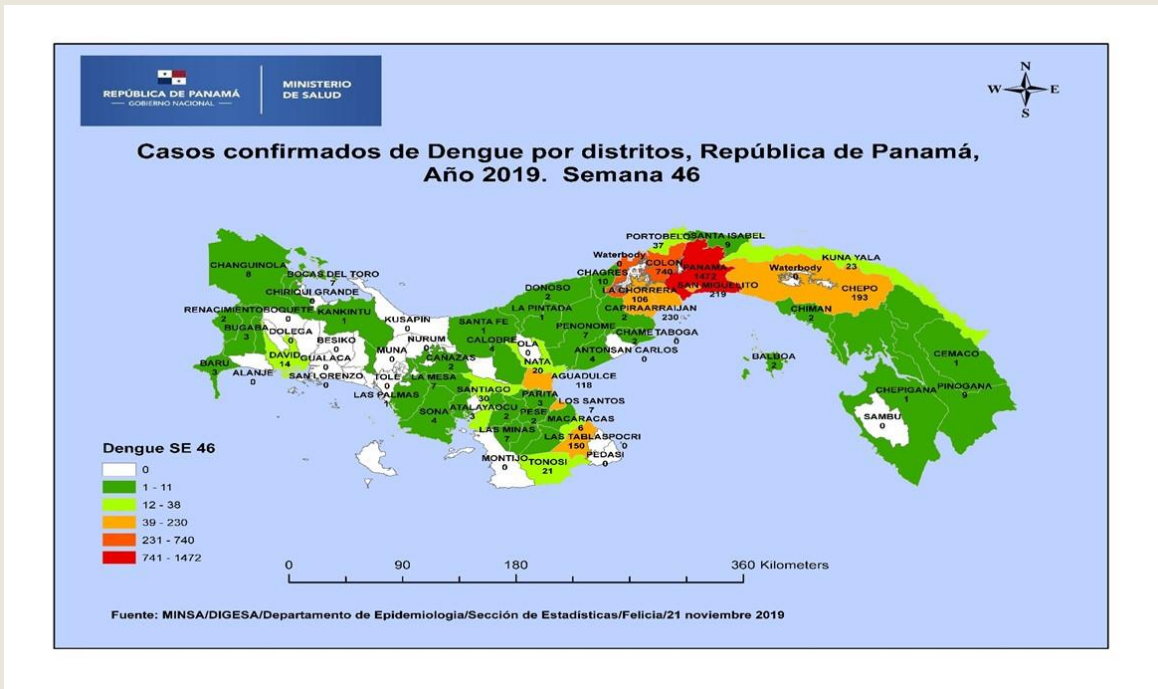 REPÚBLICA DE PANAMÁ
— GOBIERNO NACIONAL —
MINISTERIO
DE SALUD
N
W E
S
Casos confirmados de Dengue por distritos, República de Panamá,
Año 2019. Semana 46
CHANGUINOLA
8
BOCAS DEL TORO
7
CHIRIQUI GRANDE
0
RENACIMIENTO
2
BOQUETE
0
KANKINTU
1
BUGABA
3
DOLEGA
0
BESIKO
0
KUSAPIN
0
DAVID
14
GUALACA
0
MUNA
0
NURUM
0
BARU
3
ALANJE
0
SAN LORENZO
0
TOLE
0
LAS PALMAS
1
CAÑAZAS
2
LA MESA
7
SANTA FE
1
CALOBRE
4
SONA
4
SANTIAGO
30
ATALAYA
3
OCU
2
LAS MINAS
7
MONTIJO
0
TONOSI
21
PESE
2
PARITA
3
LOS SANTOS
7
MACARACAS
6
LAS TABLAS
150
POCRI
0
PEDASI
0
OLA
0
NATA
20
AGUADULCE
118
ANTON
4
SAN CARLOS
0
PENONOME
7
LA PINTADA
1
DONOSO
2
CHAGRES
10
Waterbody
0
PORTOBELO
37
SANTA ISABEL
9
COLON
740
PANAMA
1472
SAN MIGUELITO
219
LA CHORRERA
106
CAPIRA
2
ARRAIJAN
230
CHAME
2
TABOGA
0
Waterbody
0
KUNA YALA
23
CHEPO
193
CHIMAN
2
BALBOA
2
CEMACO
1
CHEPIGANA
1
PINOGANA
9
SAMBU
0
Dengue SE 46
0
1 - 11
12 - 38
39 - 230
231 - 740
741 - 1472
0 90 180 360 Kilometers
Fuente: MINSA/DIGESA/Departamento de Epidemiologia/Sección de Estadisticas/Felicia/21 noviembre 2019